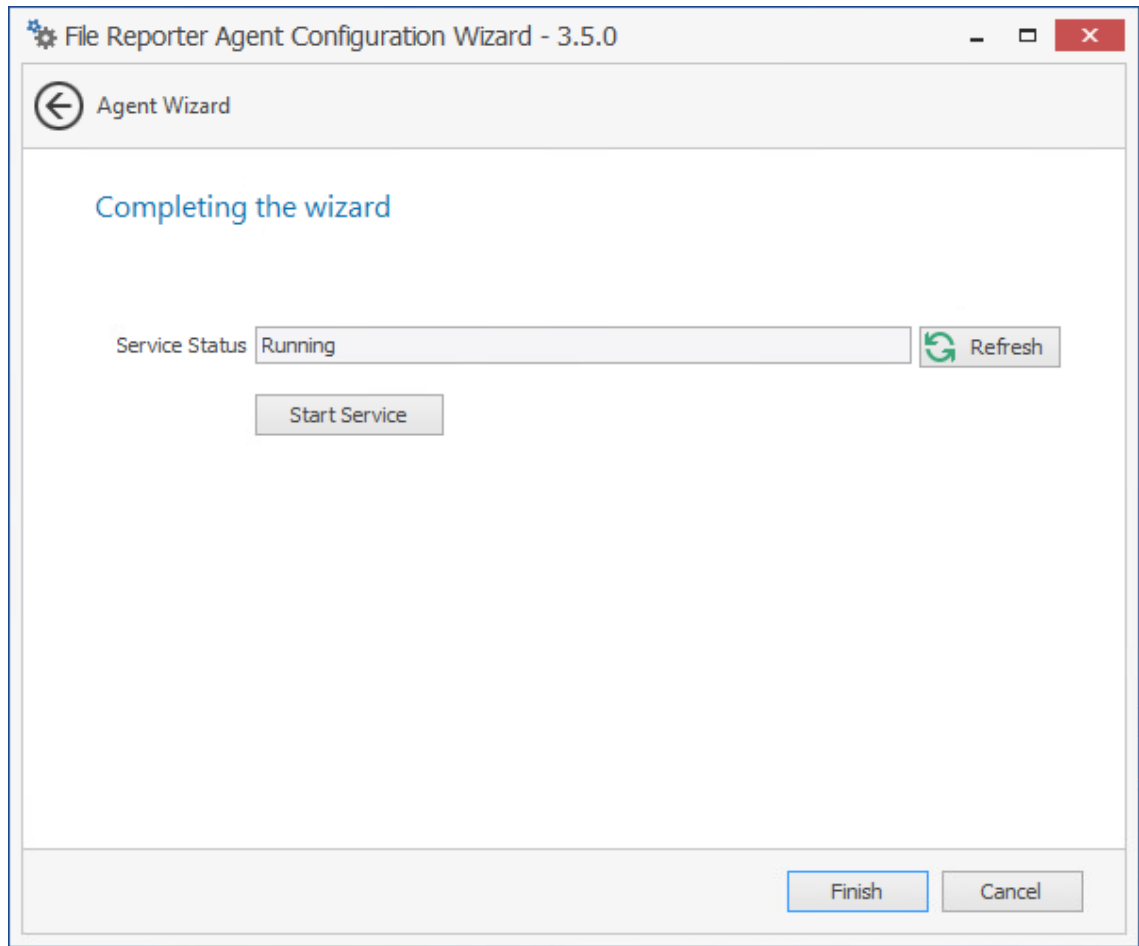 File Reporter Agent Configuration Wizard - 3.5.0
Agent Wizard
Completing the wizard
Service Status Running Refresh
Start Service
Finish Cancel